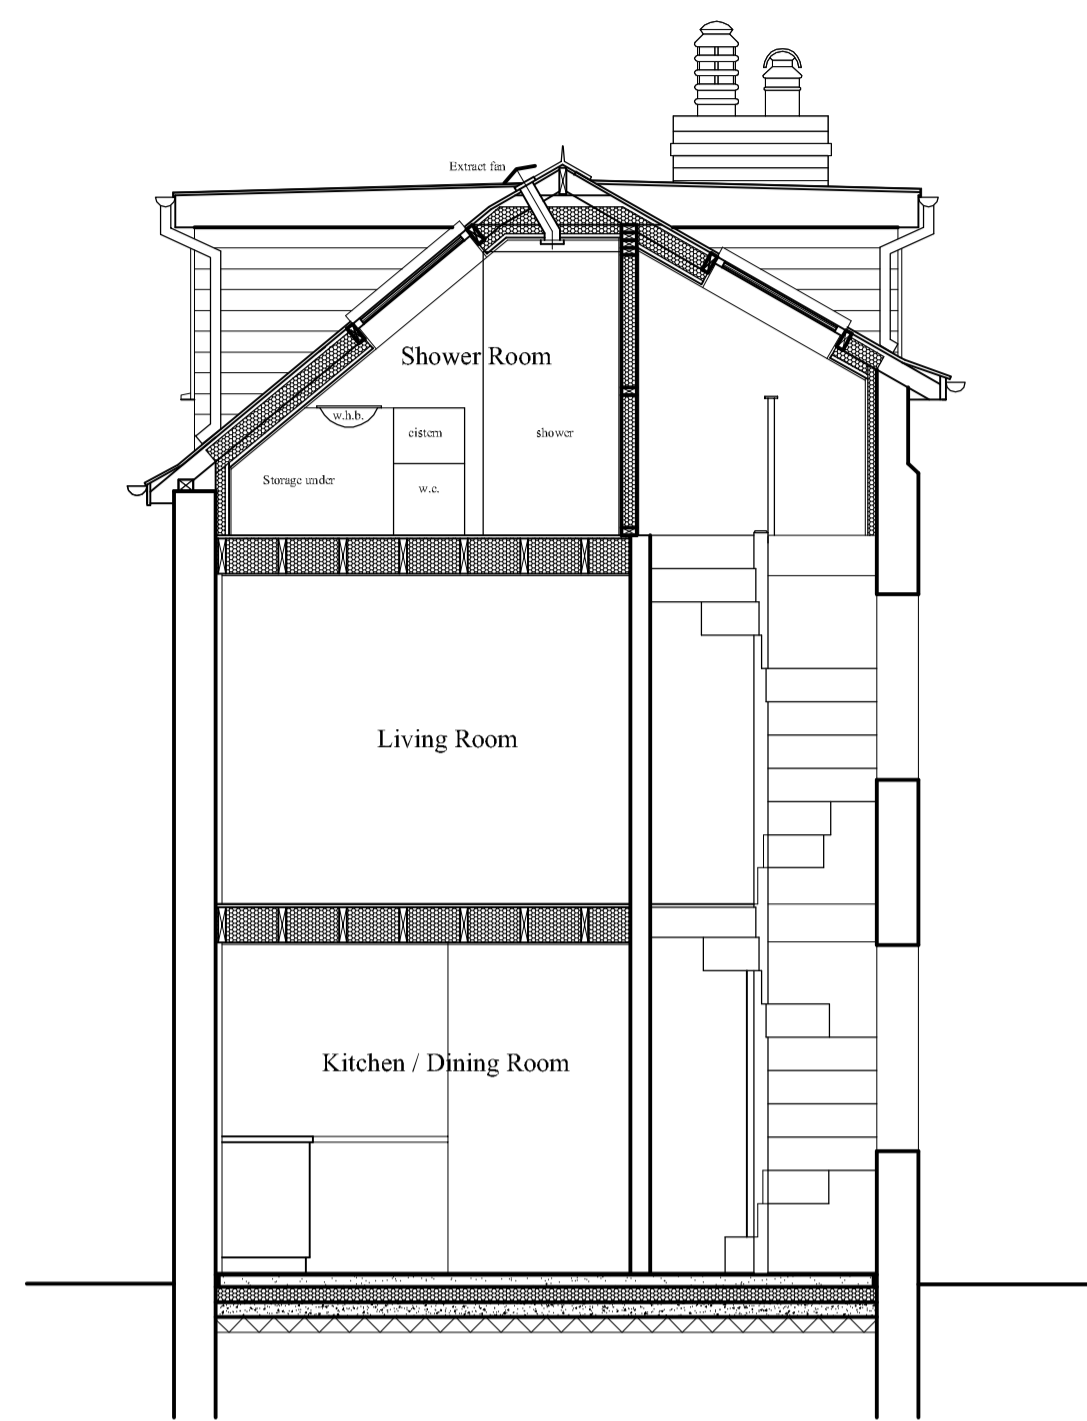 Extract fan
Shower Room
w.h.b.
cistern
shower
Storage under
w.c.
Living Room
Kitchen / Dining Room